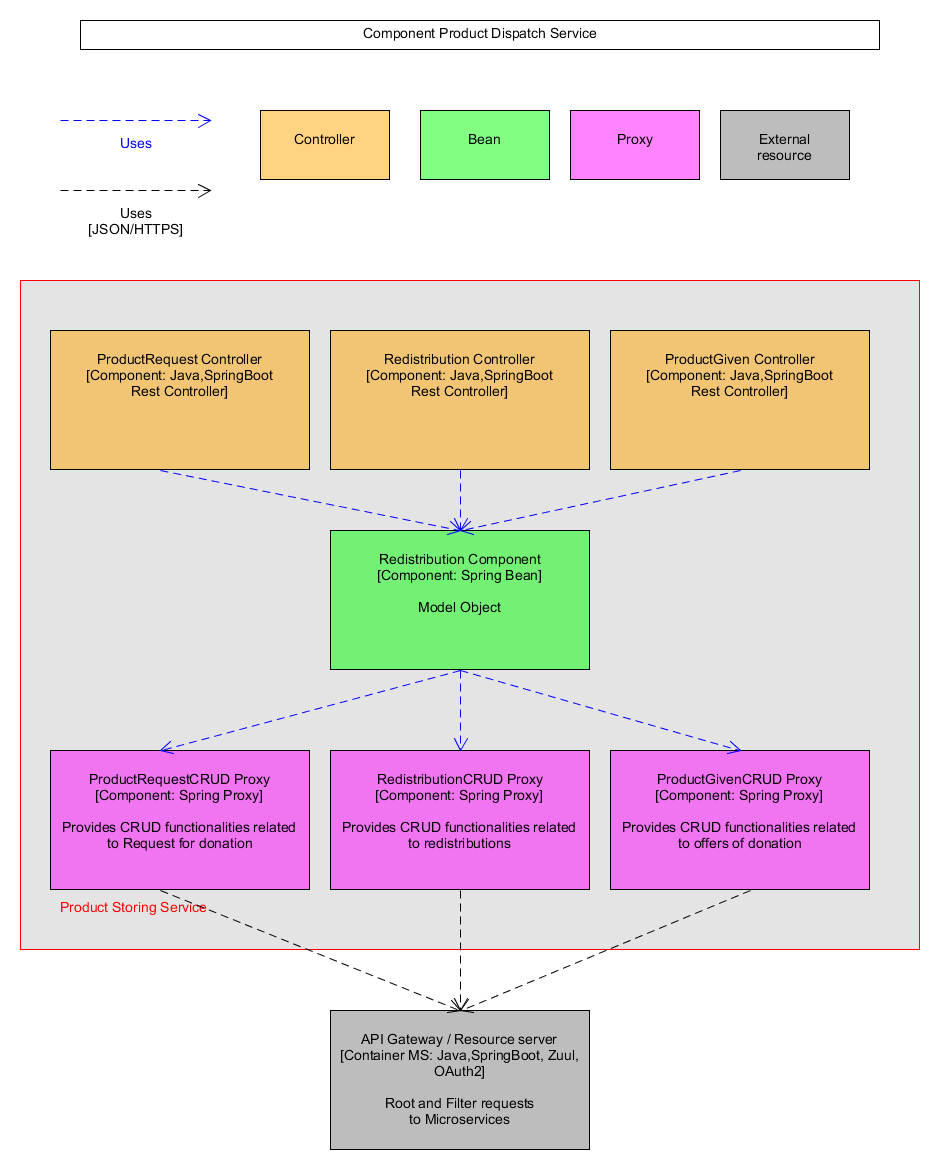 Component Product Dispatch Service
Uses
Controller
Bean
Proxy
External
resource
Uses
[JSON/HTTPS]
ProductRequest Controller
[Component: Java,SpringBoot
Rest Controller]
Redistribution Controller
[Component: Java,SpringBoot
Rest Controller]
ProductGiven Controller
[Component: Java,SpringBoot
Rest Controller]
Redistribution Component
[Component: Spring Bean]
Model Object
ProductRequestCRUD Proxy
[Component: Spring Proxy]
Provides CRUD functionalities related
to Request for donation
RedistributionCRUD Proxy
[Component: Spring Proxy]
Provides CRUD functionalities related
to redistributions
ProductGivenCRUD Proxy
[Component: Spring Proxy]
Provides CRUD functionalities related
to offers of donation
Product Storing Service
API Gateway / Resource server
[Container MS: Java,SpringBoot, Zuul,
OAuth2]
Root and Filter requests
to Microservices